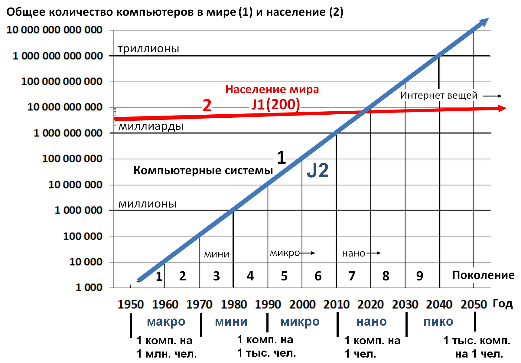 Общее количество компьютеров в мире (1) и население (2)
10 000 000 000 000
триллионы
1 000 000 000 000
100 000 000 000
Интернет вещей
Население мира
10 000 000 000
2 J1(200)
миллиарды
1 000 000 000
100 000 000
1
Компьютерные системы
J2
10 000 000
миллионы
1 000 000
100 000
мини
микро
нано
10 000
1 2 3 4 5 6 7 8 9 Поколение
1 000
1950 1960 1970 1980 1990 2000 2010 2020 2030 2040 2050 Год
макро мини микро нано пико
1 комп. на 1 комп. на 1 комп. на 1 тыс. комп.
1 млн. чел. 1 тыс. чел. 1 чел. на 1 чел.